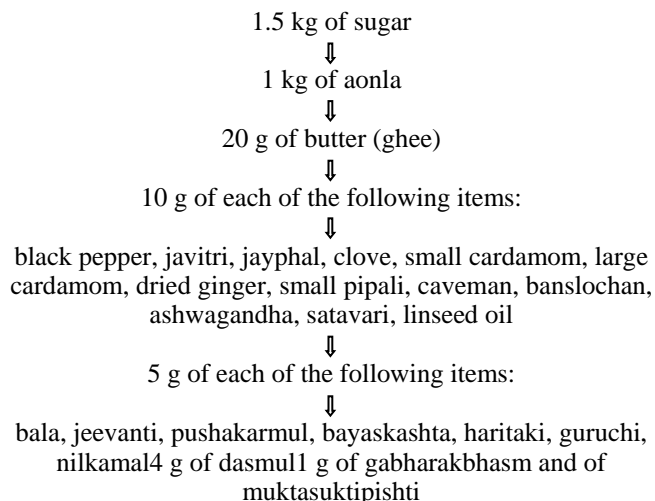 1.5 kg of sugar
⇓
1 kg of aonla
⇓
20 g of butter (ghee)
⇓
10 g of each of the following items:
⇓
black pepper, javitri, jayphal, clove, small cardamom, large
cardamom, dried ginger, small pipali, caveman, banslochan,
ashwagandha, satavari, linseed oil
⇓
5 g of each of the following items:
⇓
bala, jeevanti, pushakarmul, bayaskashta, haritaki, guruchi,
nilkamal4 g of dasmul1 g of gabharakbhasm and of
muktasuktipishti